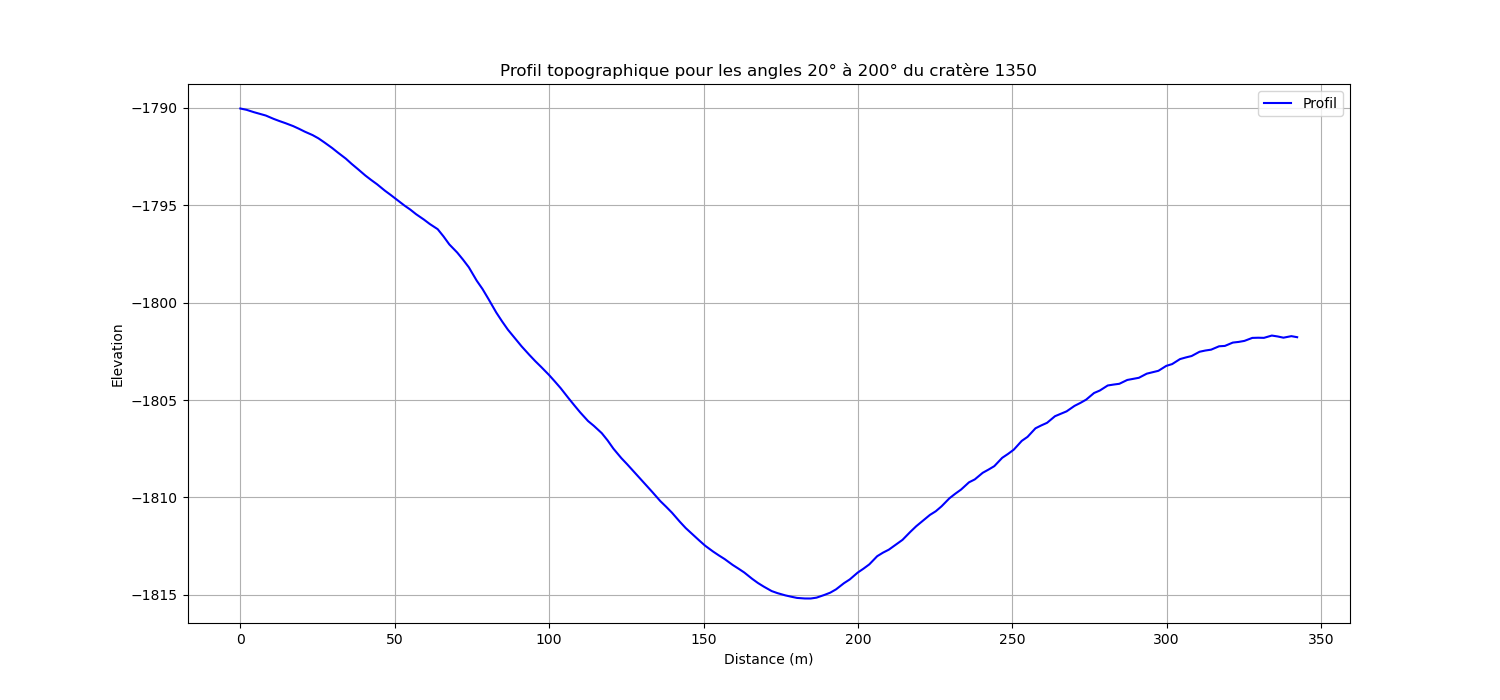 Profil topographique pour les angles 20° à 200° du cratère 1350
Profil
Elevation
−1790
−1795
−1800
−1805
−1810
−1815
0 50 100 150 200 250 300 350
Distance (m)